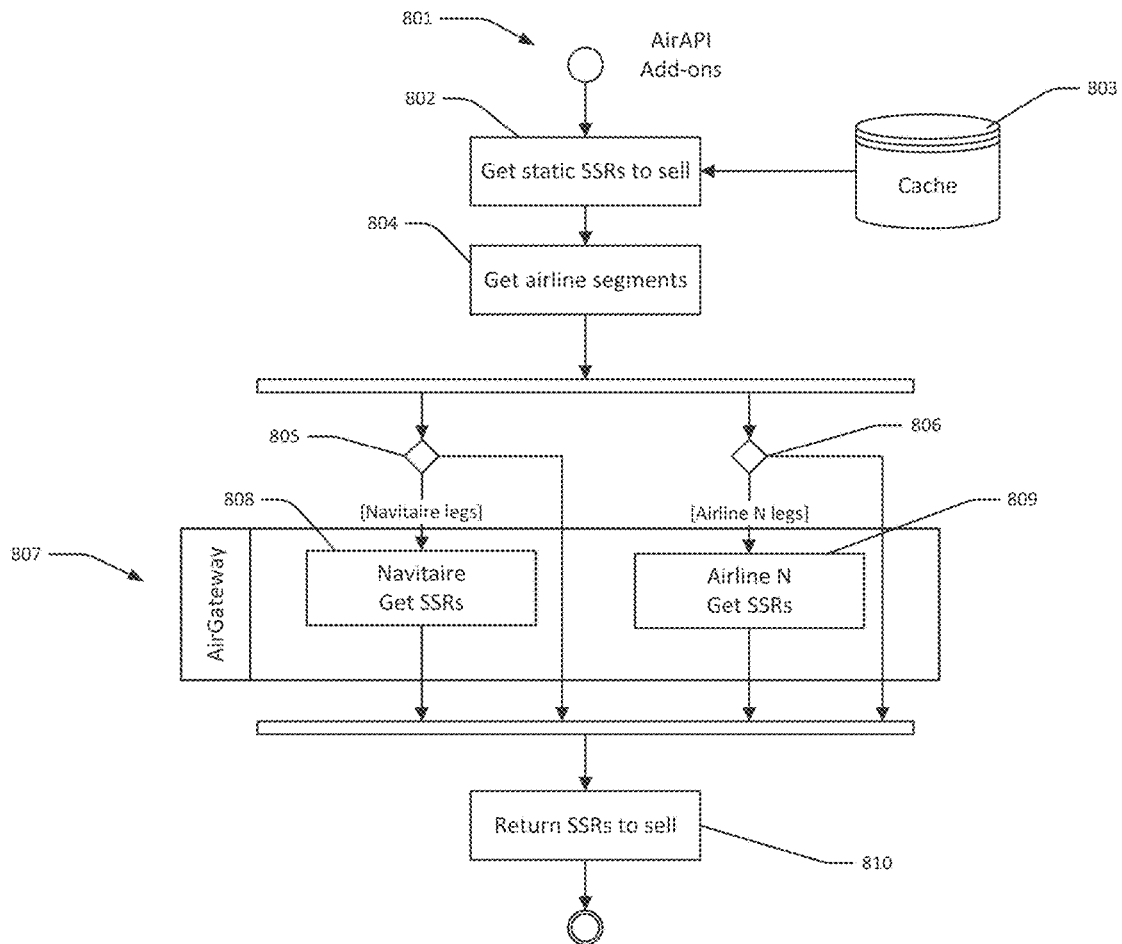 801
AirAPI
Add-ons
802
803
Get static SSRs to sell
Cache
804
Get airline segments
805
806
808
[Navitaire legs]
[Airline N legs]
809
807
AirGateway
Navitaire
Get SSRs
Airline N
Get SSRs
Return SSRs to sell
810